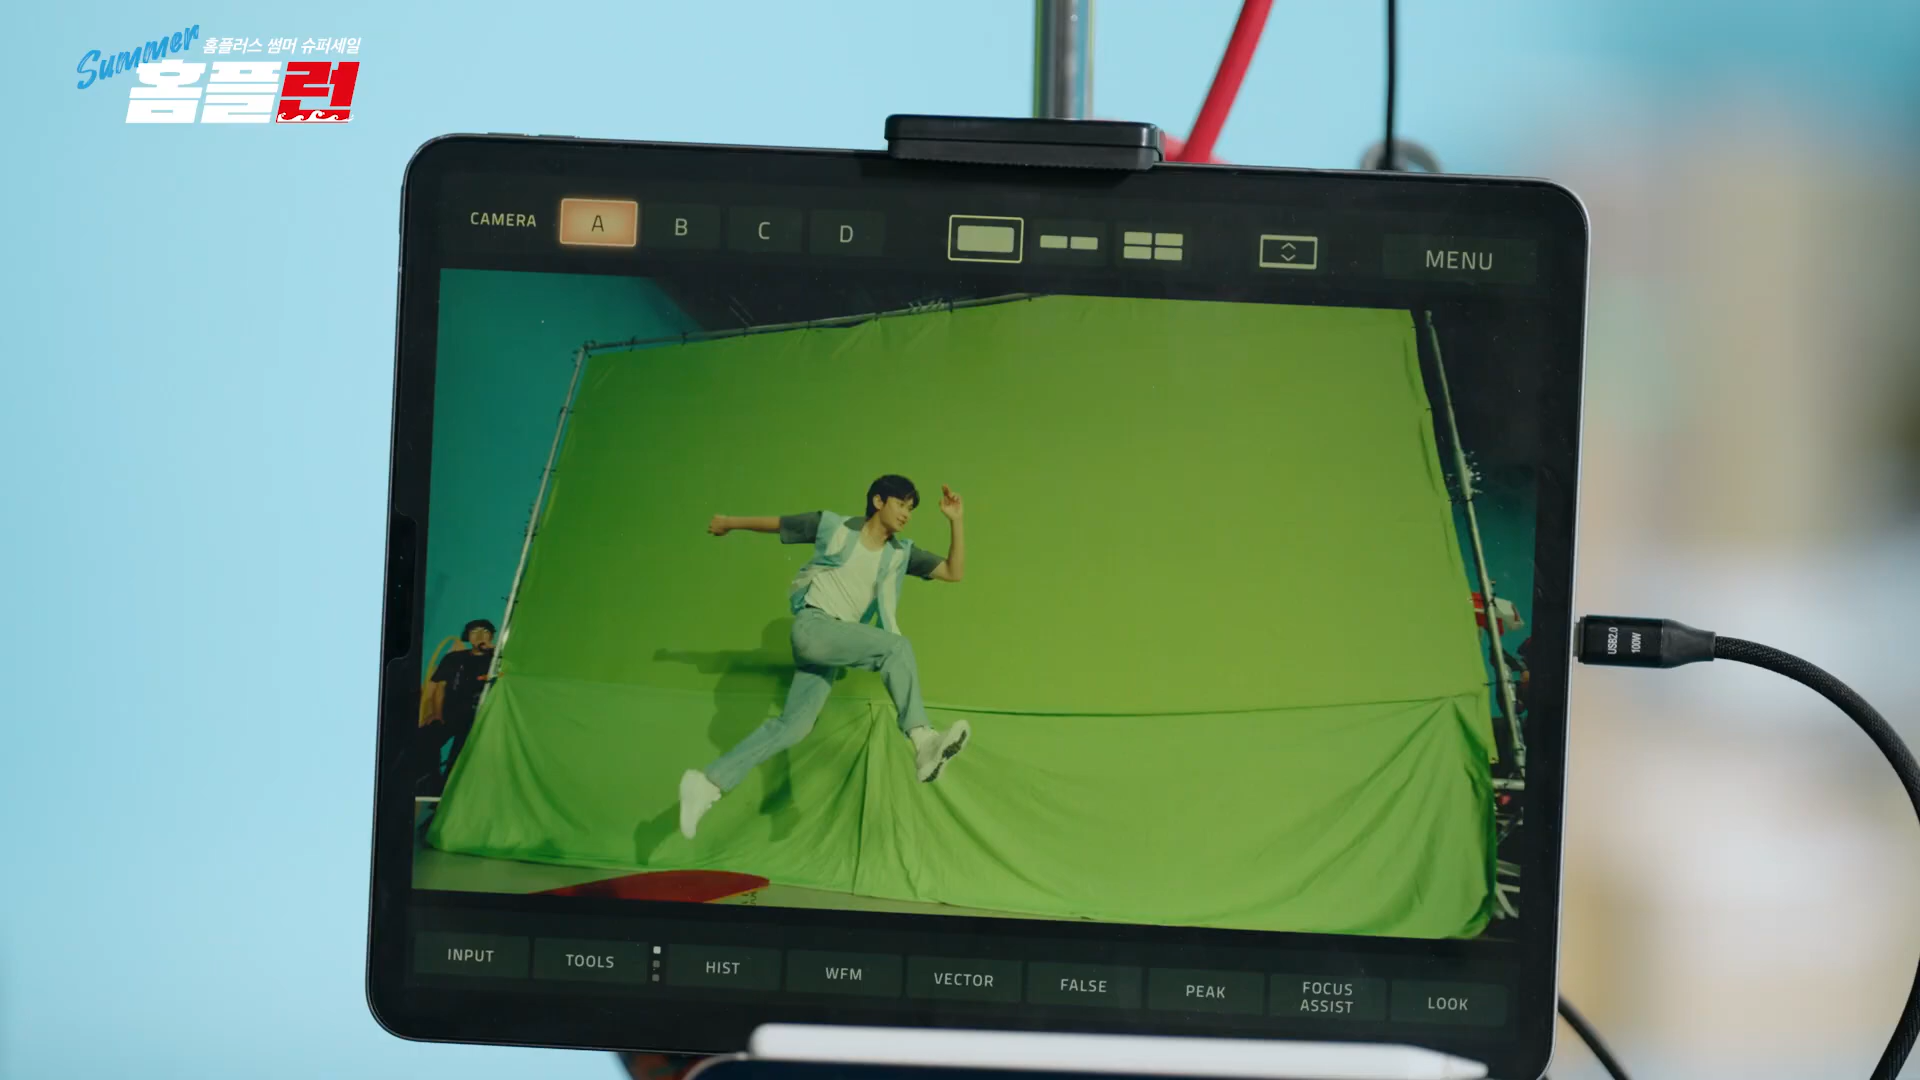 Summer 홈플러스 썸머 슈퍼세일
홈플런
CAMERA A B C D MENU
INPUT TOOLS HIST WFM VECTOR FALSE PEAK FOCUS ASSIST LOOK
USB2.0
100W